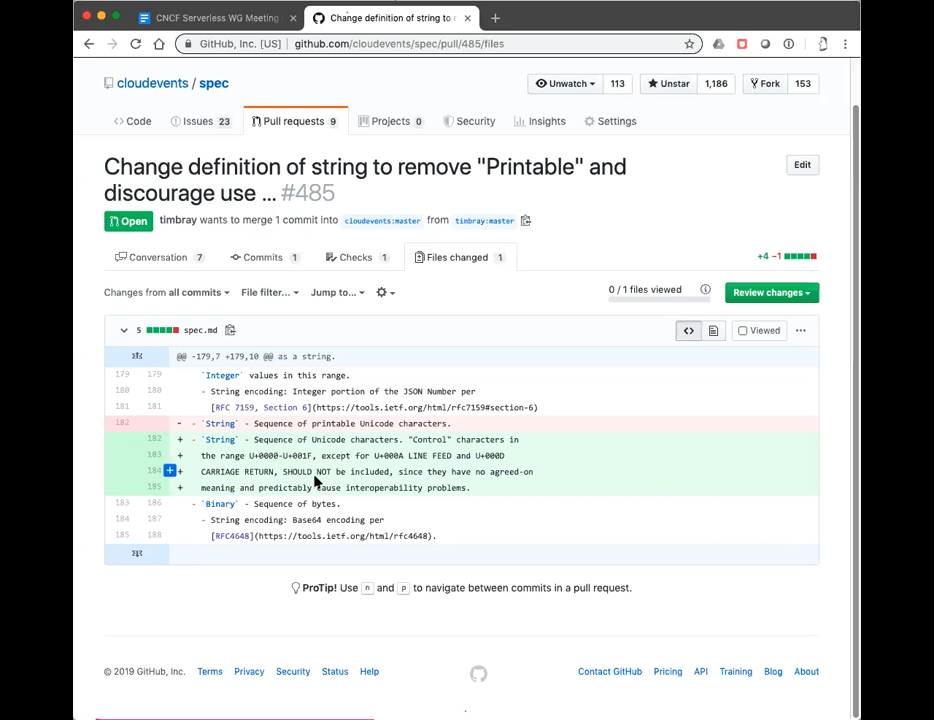 CNCF Serverless WG Meeting
Change definition of string to r
GitHub, Inc. [US] | github.com/cloudevents/spec/pull/485/files
cloudevents / spec
Unwatch 113 Unstar 1,186 Fork 153
Code Issues 23 Pull requests 9 Projects 0 Security Insights Settings
Change definition of string to remove "Printable" and
discourage use ... #485
Edit
Open timbray wants to merge 1 commit into cloudevents:master from timbray:master
Conversation 7 Commits 1 Checks 1 Files changed 1
+4 −1
Changes from all commits File filter... Jump to...
0 / 1 files viewed
Review changes
5 spec.md
<> Viewed ...
@@ -179,7 +179,10 @@ as a string.
179 179 `Integer` values in this range.
180 180 - String encoding: Integer portion of the JSON Number per
181 181 [RFC 7159, Section 6](https://tools.ietf.org/html/rfc7159#section-6)
182 - - `String` - Sequence of printable Unicode characters.
182 + - `String` - Sequence of Unicode characters. "Control" characters in
183 + the range U+0000-U+001F, except for U+000A LINE FEED and U+000D
184 + CARRIAGE RETURN, SHOULD NOT be included, since they have no agreed-on
185 + meaning and predictably cause interoperability problems.
183 186 - `Binary` - Sequence of bytes.
184 187 - String encoding: Base64 encoding per
185 188 [RFC4648](https://tools.ietf.org/html/rfc4648).
ProTip! Use n and p to navigate between commits in a pull request.
© 2019 GitHub, Inc. Terms Privacy Security Status Help
Contact GitHub Pricing API Training Blog About